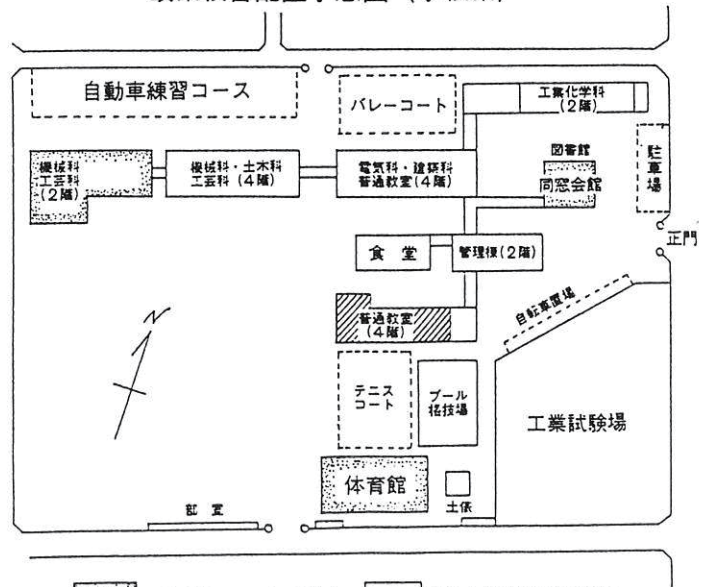 自動車練習コース
バレーコート
工業化学科
(2階)
機械科
工芸科
(2階)
機械科・土木科
工芸科(4階)
電気科・建築科
普通教室(4階)
図書館
同窓会館
駐車場
正門
食堂
管理棟(2階)
自転車置場
普通教室
(4階)
テニス
コート
プール
格技場
工業試験場
体育館
土俵
部室
N